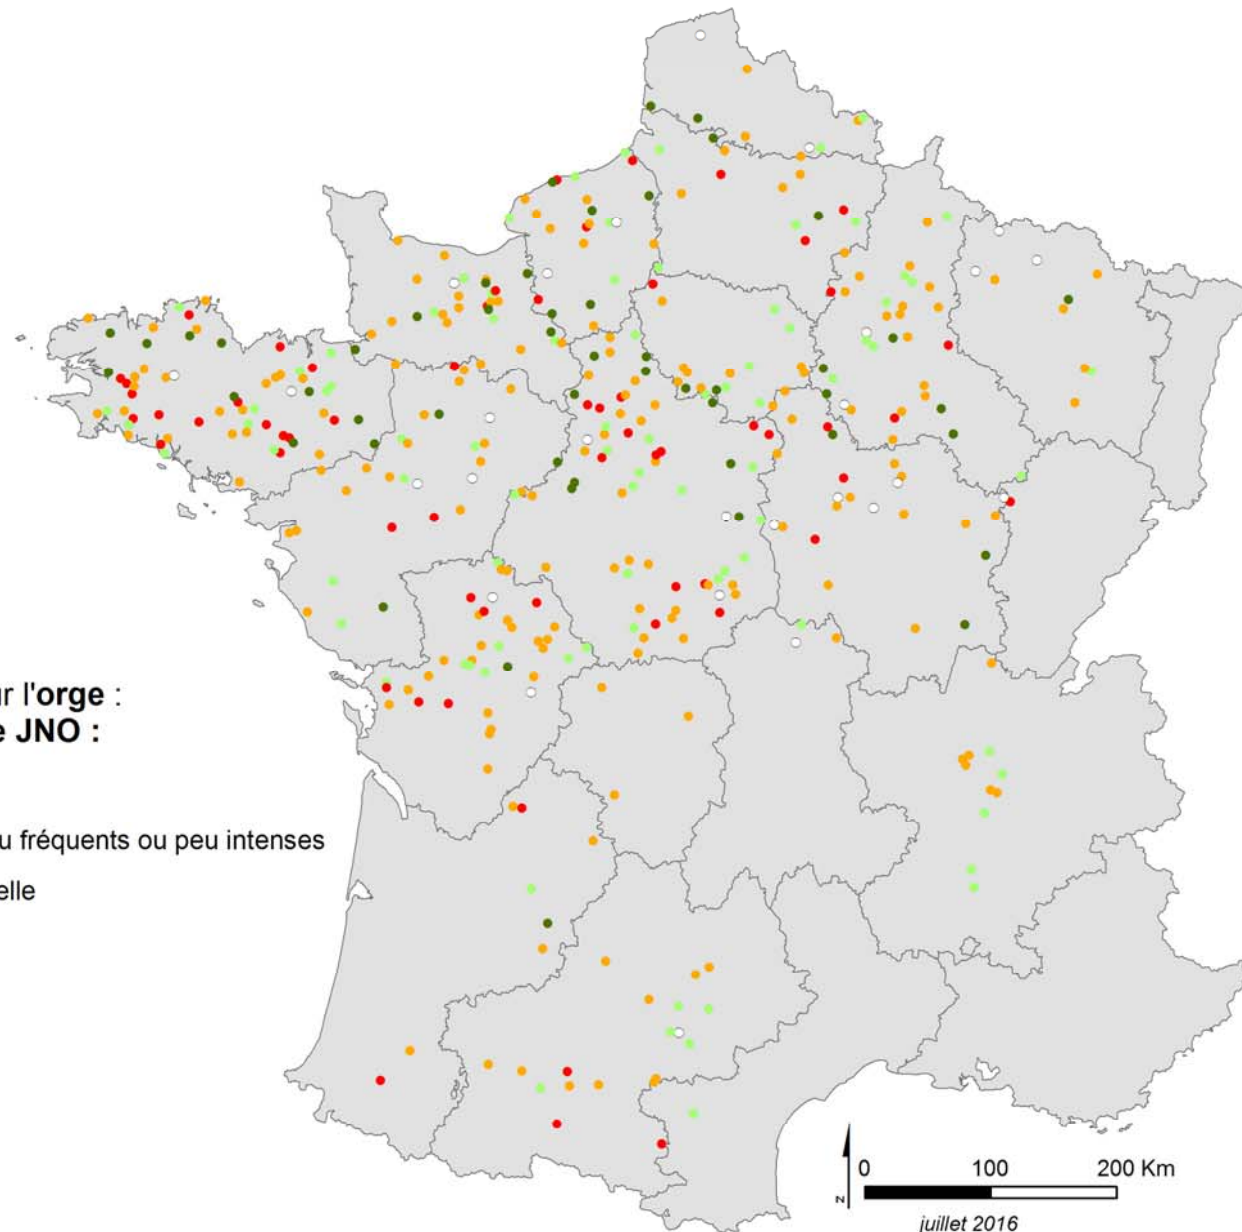 r l'orge :
e JNO :
u fréquents ou peu intenses
elle
z
0 100 200 Km
juillet 2016